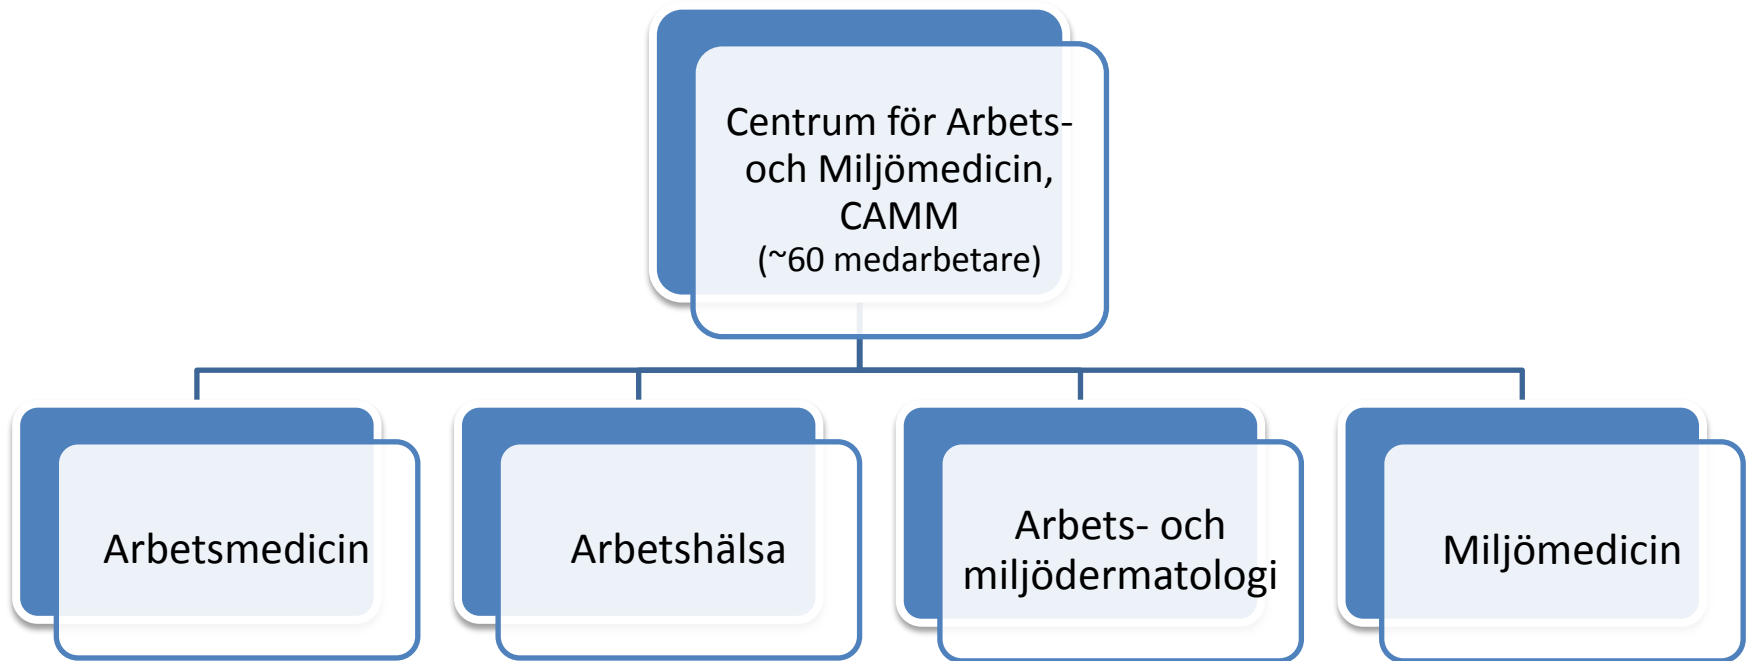 Centrum för Arbets-
och Miljömedicin,
CAMM
(~60 medarbetare)
Arbetsmedicin
Arbetshälsa
Arbets- och
miljödermatologi
Miljömedicin